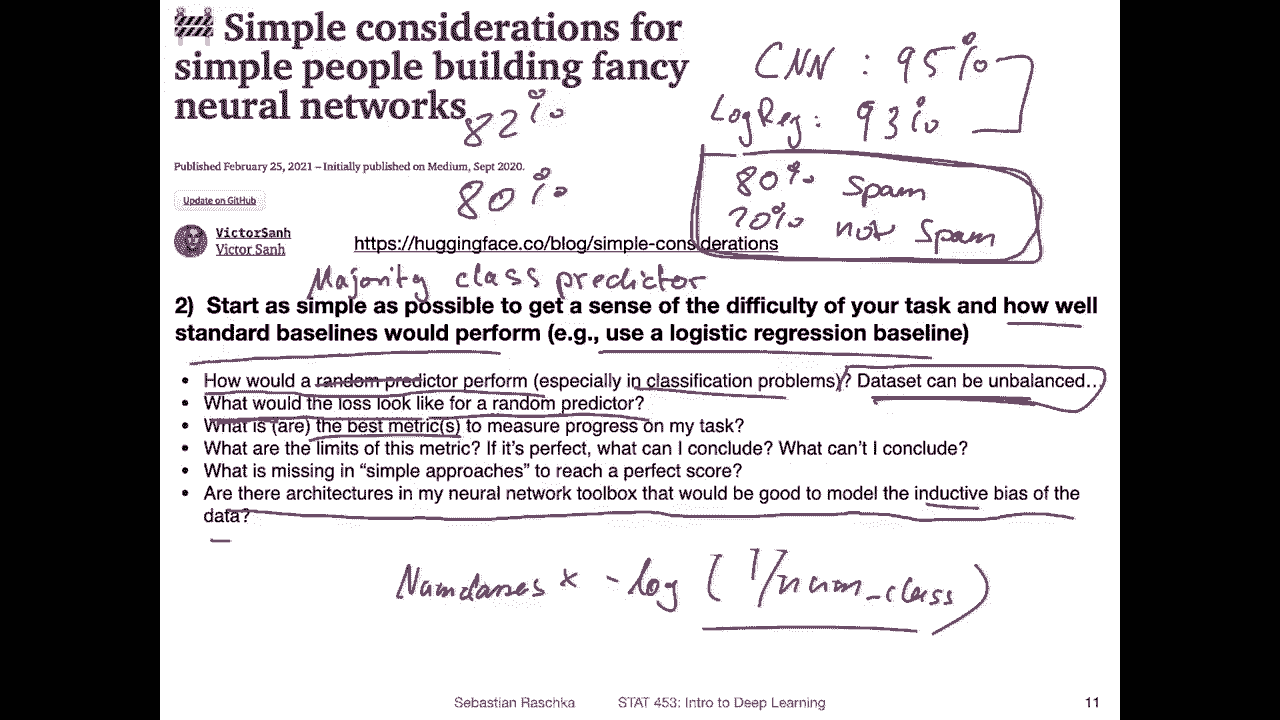 Simple considerations for
simple people building fancy
neural networks
CNN : 95%
LogReg: 93%
82%
80%
80% Spam
20% not Spam
Published February 25, 2021 – Initially published on Medium, Sept 2020.
Update on GitHub
VictorSanh
Victor Sanh
https://huggingface.co/blog/simple-considerations
Majority class predictor
2) Start as simple as possible to get a sense of the difficulty of your task and how well
standard baselines would perform (e.g., use a logistic regression baseline)
• How would a random predictor perform (especially in classification problems)? Dataset can be unbalanced...
• What would the loss look like for a random predictor?
• What is (are) the best metric(s) to measure progress on my task?
• What are the limits of this metric? If it's perfect, what can I conclude? What can't I conclude?
• What is missing in “simple approaches” to reach a perfect score?
• Are there architectures in my neural network toolbox that would be good to model the inductive bias of the
data?
Numclasses × -log (1/num_class)
Sebastian Raschka STAT 453: Intro to Deep Learning 11